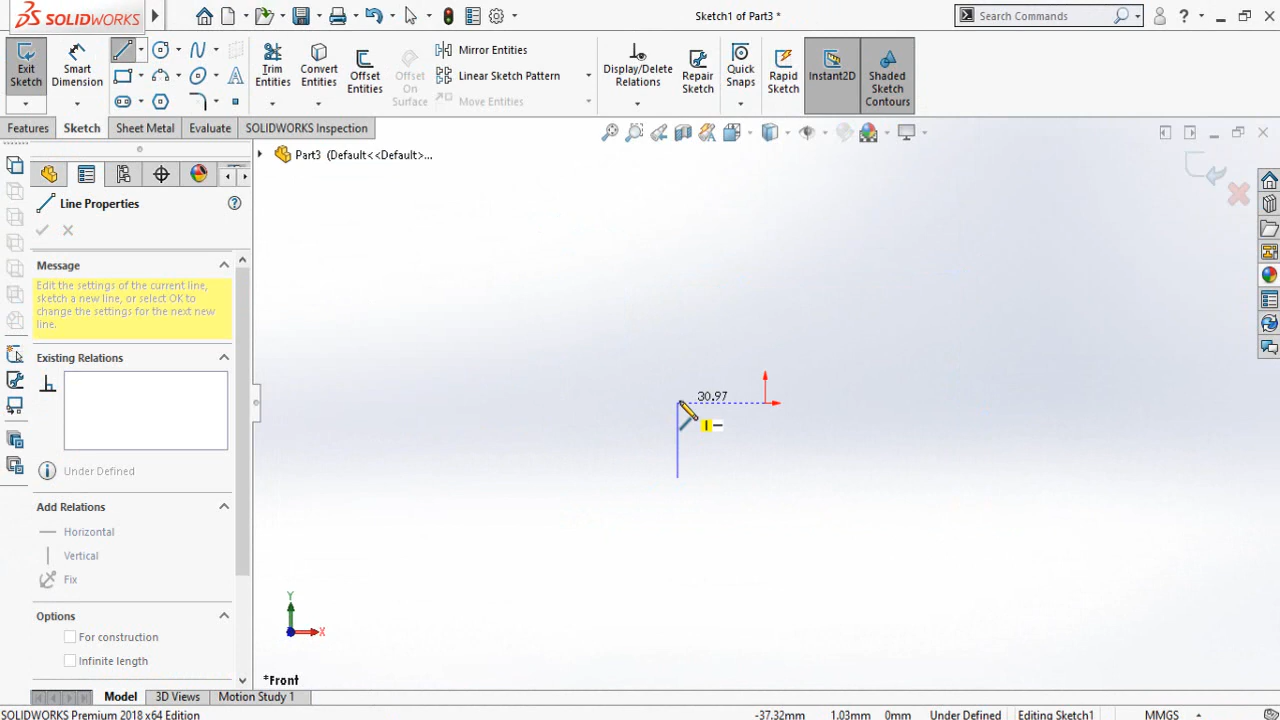 SOLIDWORKS
Sketch1 of Part3 *
Search Commands
Exit Sketch
Smart Dimension
Trim Entities
Convert Entities
Offset Entities
Offset On Surface
Mirror Entities
Linear Sketch Pattern
Move Entities
Display/Delete Relations
Repair Sketch
Quick Snaps
Rapid Sketch
Instant2D
Shaded Sketch Contours
Features
Sketch
Sheet Metal
Evaluate
SOLIDWORKS Inspection
Part3 (Default<<Default>...
Line Properties
Message
Edit the settings of the current line,
sketch a new line, or select OK to
change the settings for the next new
line.
Existing Relations
Under Defined
Add Relations
Horizontal
Vertical
Fix
Options
For construction
Infinite length
30.97
Y
X
*Front
Model
3D Views
Motion Study 1
SOLIDWORKS Premium 2018 x64 Edition
-37.32mm
1.03mm
0mm
Under Defined
Editing Sketch1
MMGS